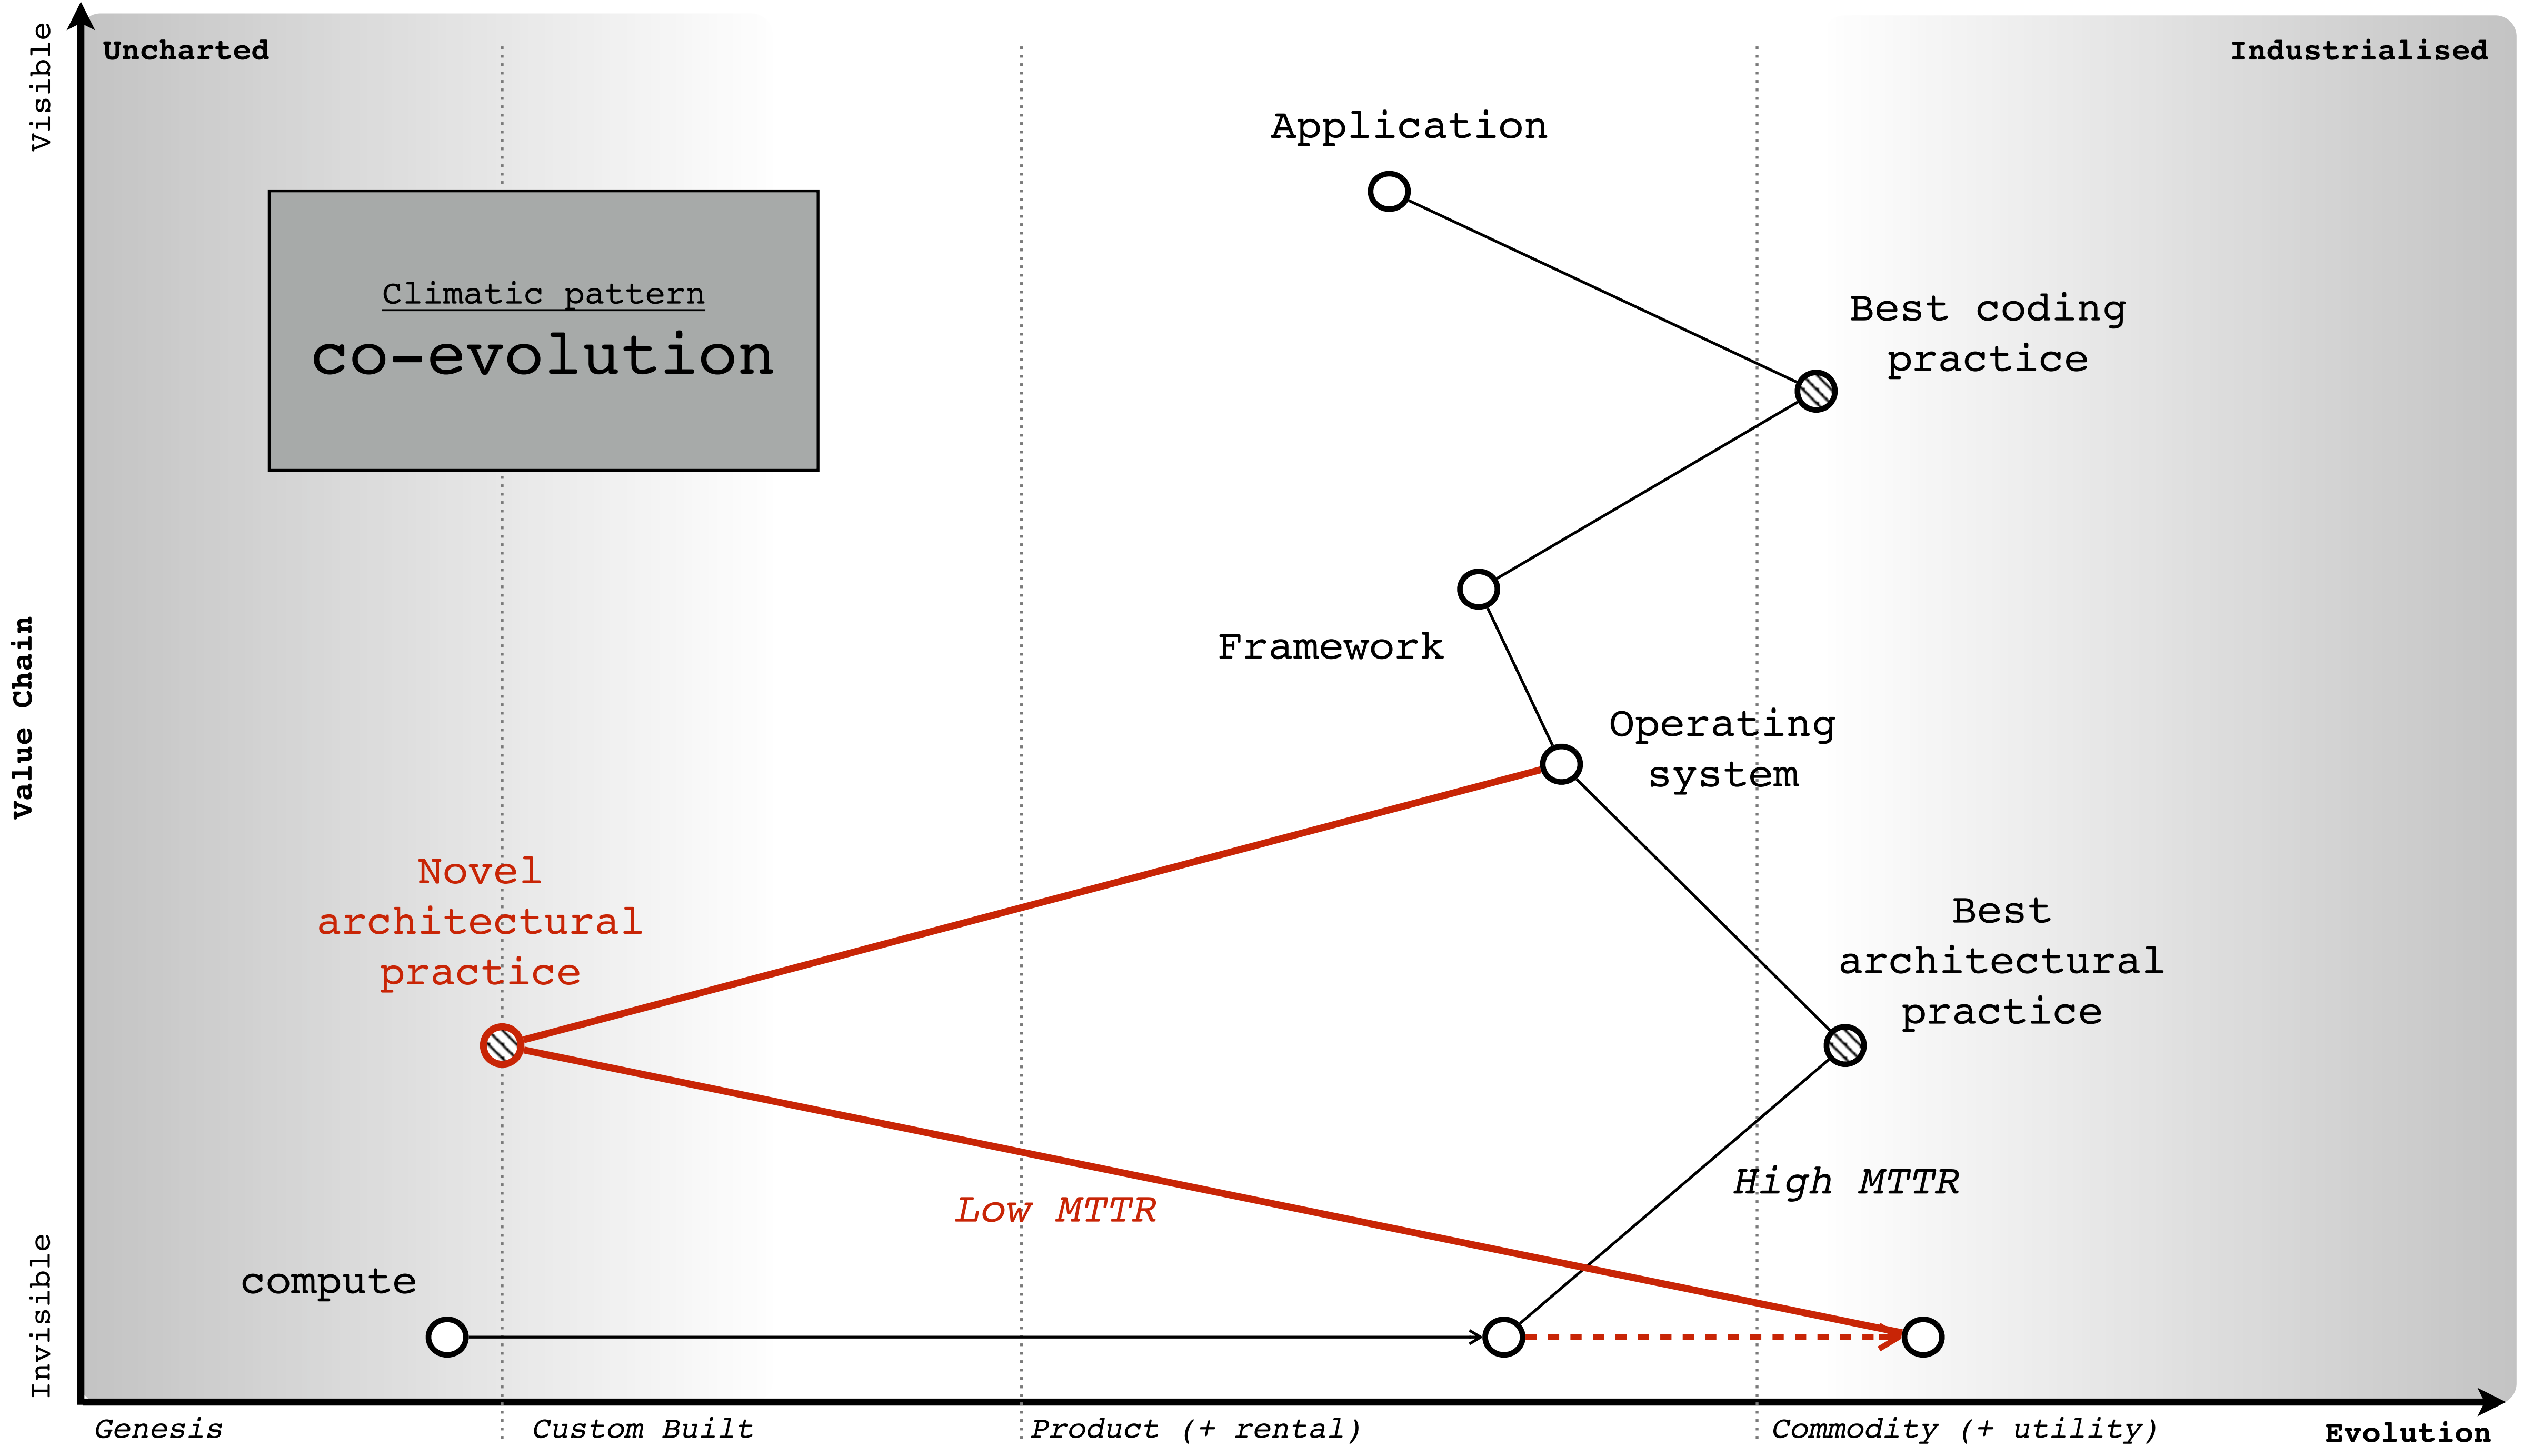 Visible
Uncharted
Industrialised
Application
Climatic pattern
co-evolution
Best coding
practice
Framework
Value Chain
Operating
system
Novel
architectural
practice
Best
architectural
practice
High MTTR
Low MTTR
compute
Invisible
Genesis
Custom Built
Product (+ rental)
Commodity (+ utility)
Evolution